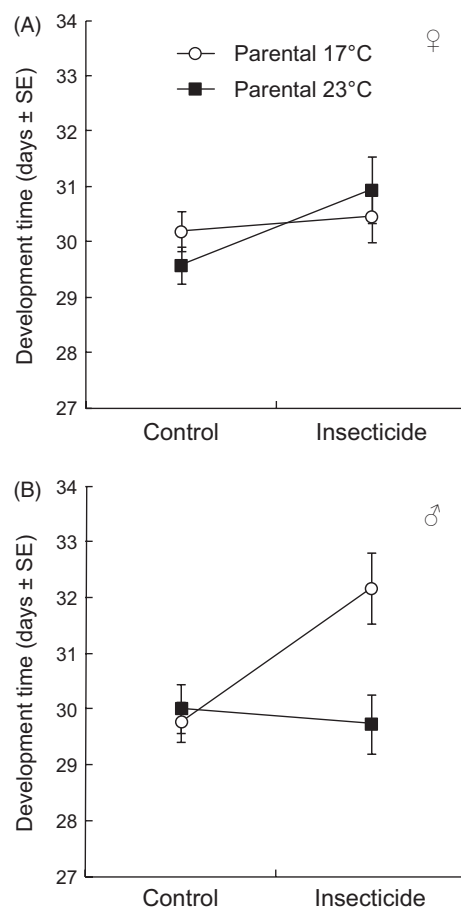 (A)
♀
Parental 17°C
Parental 23°C
Development time (days ± SE)
34
33
32
31
30
29
28
27
Control Insecticide
(B)
♂
Development time (days ± SE)
34
33
32
31
30
29
28
27
Control Insecticide